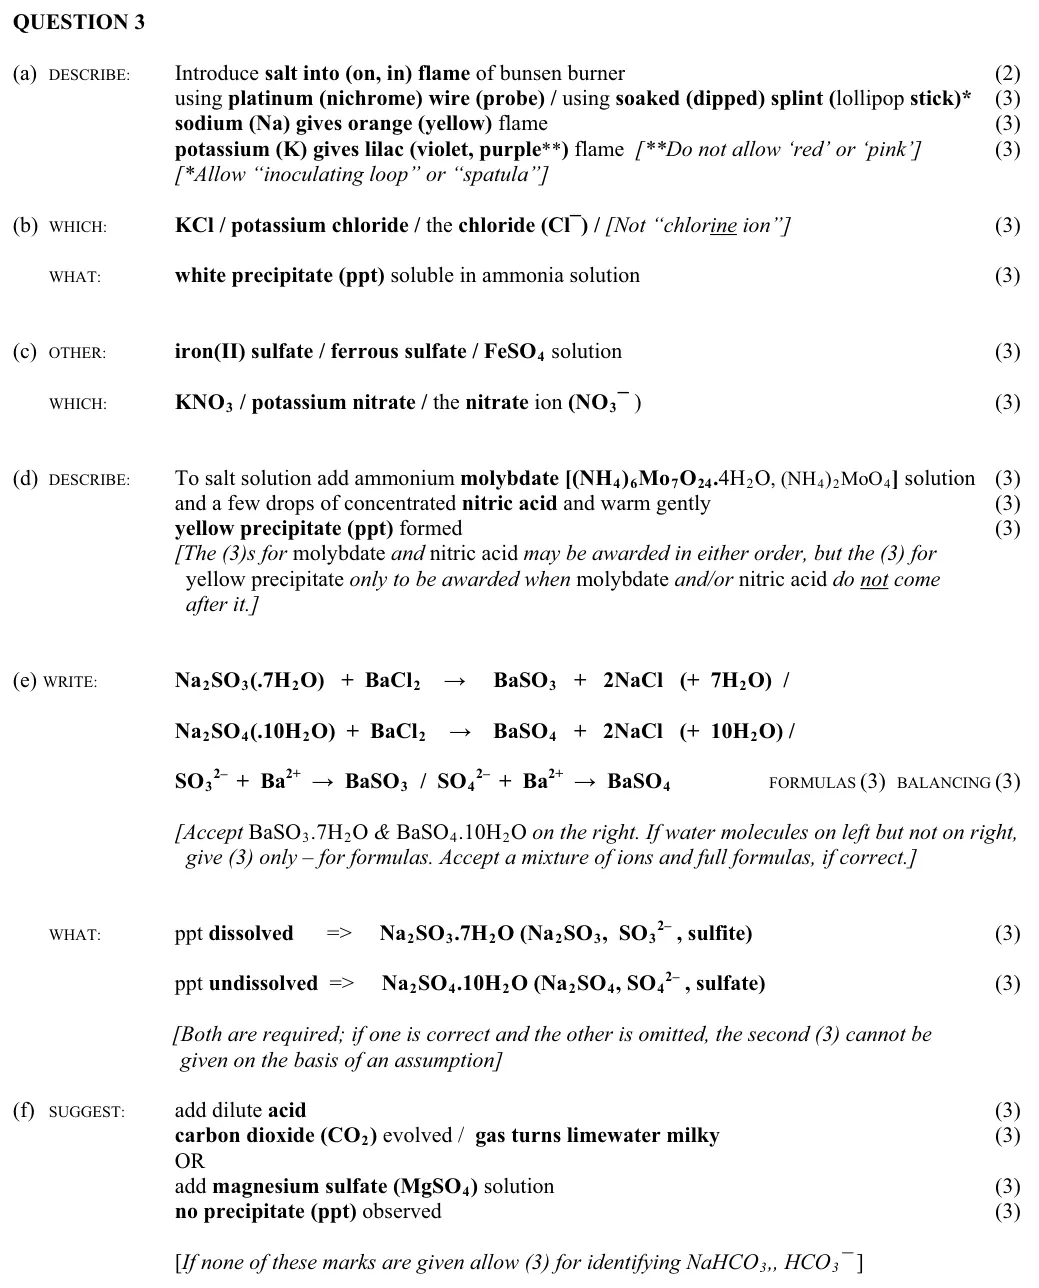 QUESTION 3
(a) DESCRIBE: Introduce salt into (on, in) flame of bunsen burner (2)
using platinum (nichrome) wire (probe) / using soaked (dipped) splint (lollipop stick)* (3)
sodium (Na) gives orange (yellow) flame (3)
potassium (K) gives lilac (violet, purple**) flame [**Do not allow ‘red’ or ‘pink’] (3)
[*Allow “inoculating loop” or “spatula”]
(b) WHICH: KCl / potassium chloride / the chloride (Cl⁻) / [Not “chlorine ion”] (3)
WHAT: white precipitate (ppt) soluble in ammonia solution (3)
(c) OTHER: iron(II) sulfate / ferrous sulfate / FeSO₄ solution (3)
WHICH: KNO₃ / potassium nitrate / the nitrate ion (NO₃⁻ ) (3)
(d) DESCRIBE: To salt solution add ammonium molybdate [(NH₄)₆Mo₇O₂₄.4H₂O, (NH₄)₂MoO₄] solution (3)
and a few drops of concentrated nitric acid and warm gently (3)
yellow precipitate (ppt) formed (3)
[The (3)s for molybdate and nitric acid may be awarded in either order, but the (3) for
yellow precipitate only to be awarded when molybdate and/or nitric acid do not come
after it.]
(e) WRITE: Na₂SO₃(.7H₂O) + BaCl₂ → BaSO₃ + 2NaCl (+ 7H₂O) /
Na₂SO₄(.10H₂O) + BaCl₂ → BaSO₄ + 2NaCl (+ 10H₂O) /
SO₃²⁻ + Ba²⁺ → BaSO₃ / SO₄²⁻ + Ba²⁺ → BaSO₄ FORMULAS (3) BALANCING (3)
[Accept BaSO₃.7H₂O & BaSO₄.10H₂O on the right. If water molecules on left but not on right,
give (3) only – for formulas. Accept a mixture of ions and full formulas, if correct.]
WHAT: ppt dissolved => Na₂SO₃.7H₂O (Na₂SO₃, SO₃²⁻ , sulfite) (3)
ppt undissolved => Na₂SO₄.10H₂O (Na₂SO₄, SO₄²⁻ , sulfate) (3)
[Both are required; if one is correct and the other is omitted, the second (3) cannot be
given on the basis of an assumption]
(f) SUGGEST: add dilute acid (3)
carbon dioxide (CO₂) evolved / gas turns limewater milky (3)
OR
add magnesium sulfate (MgSO₄) solution (3)
no precipitate (ppt) observed (3)
[If none of these marks are given allow (3) for identifying NaHCO₃,, HCO₃⁻ ]